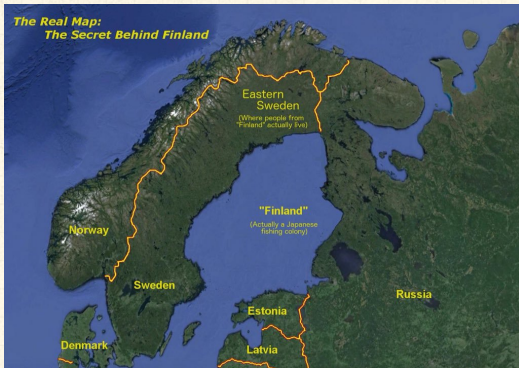 The Real Map:
The Secret Behind Finland
Eastern
Sweden
(Where people from
"Finland" actually live)
"Finland"
(Actually a Japanese
fishing colony)
Norway
Sweden
Russia
Estonia
Denmark
Latvia